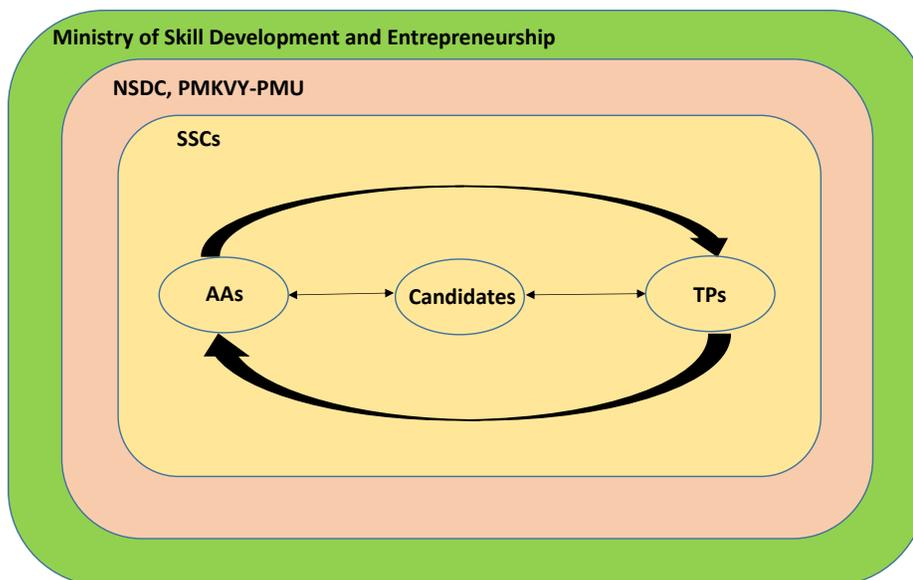 Ministry of Skill Development and Entrepreneurship
NSDC, PMKVY-PMU
SSCs
AAs
Candidates
TPs